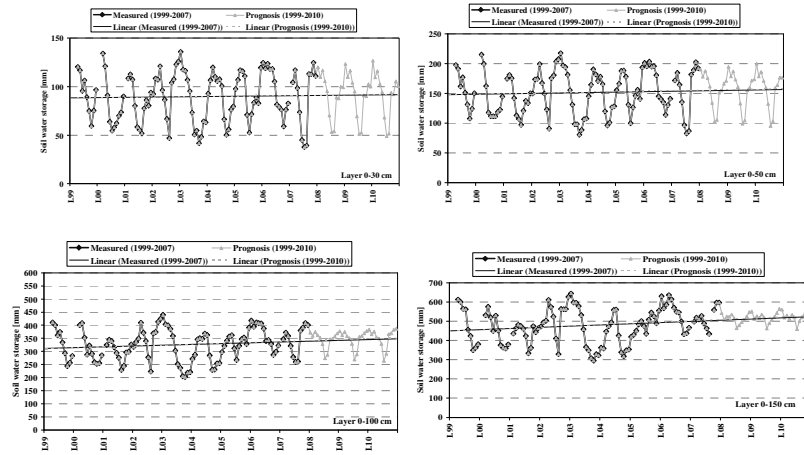 Measured (1999-2007) Prognosis (1999-2010)
Linear (Measured (1999-2007)) Linear (Prognosis (1999-2010))
Soil water storage [mm]
150
100
50
0
L99 L00 L01 L02 L03 L04 L05 L06 L07 L08 L09 L10
Layer 0-30 cm
Measured (1999-2007) Prognosis (1999-2010)
Linear (Measured (1999-2007)) Linear (Prognosis (1999-2010))
Soil water storage [mm]
250
200
150
100
50
0
L99 L00 L01 L02 L03 L04 L05 L06 L07 L08 L09 L10
Layer 0-50 cm
Measured (1999-2007) Prognosis (1999-2010)
Linear (Measured (1999-2007)) Linear (Prognosis (1999-2010))
Soil water storage [mm]
600
550
500
450
400
350
300
250
200
150
100
50
0
L99 L00 L01 L02 L03 L04 L05 L06 L07 L08 L09 L10
Layer 0-100 cm
Measured (1999-2007) Prognosis (1999-2010)
Linear (Measured (1999-2007)) Linear (Prognosis (1999-2010))
Soil water storage [mm]
700
600
500
400
300
200
100
0
L99 L00 L01 L02 L03 L04 L05 L06 L07 L08 L09 L10
Layer 0-150 cm